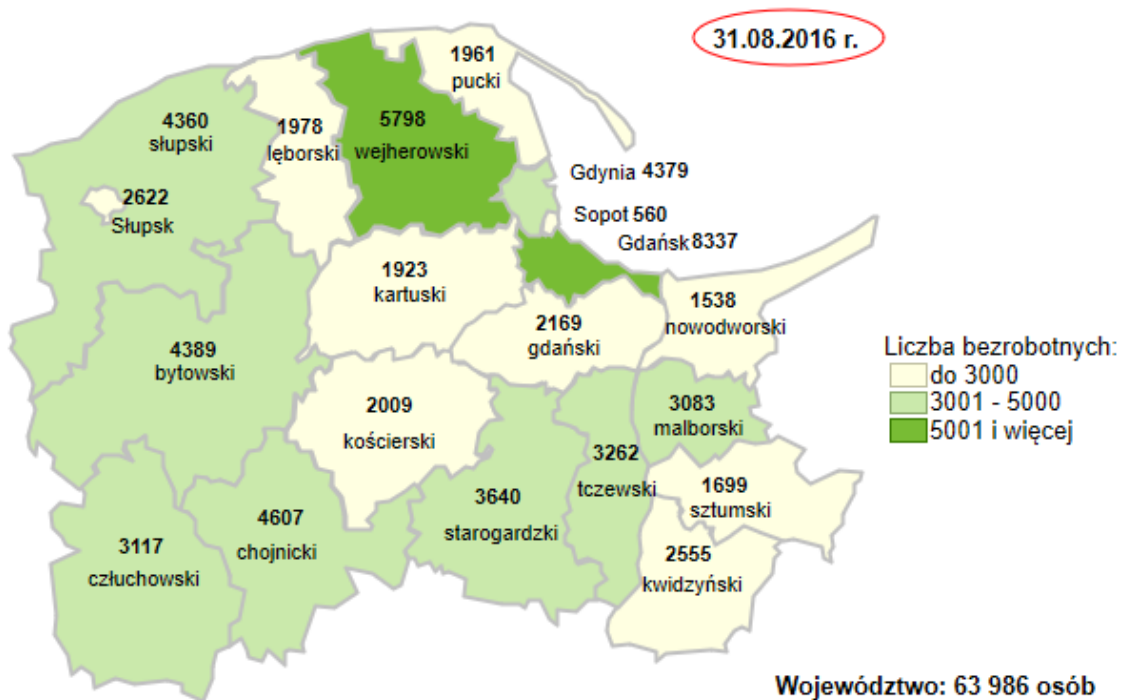 31.08.2016 r.
1961
pucki
4360
słupski
1978
lęborski
5798
wejherowski
Gdynia 4379
2622
Słupsk
Sopot 560
Gdańsk 8337
1923
kartuski
1538
nowodworski
2169
gdański
4389
bytowski
Liczba bezrobotnych:
do 3000
3001 - 5000
5001 i więcej
2009
kościerski
3083
malborski
3262
tczewski
1699
sztumski
3640
starogardzki
4607
chojnicki
3117
człuchowski
2555
kwidzyński
Województwo: 63 986 osób